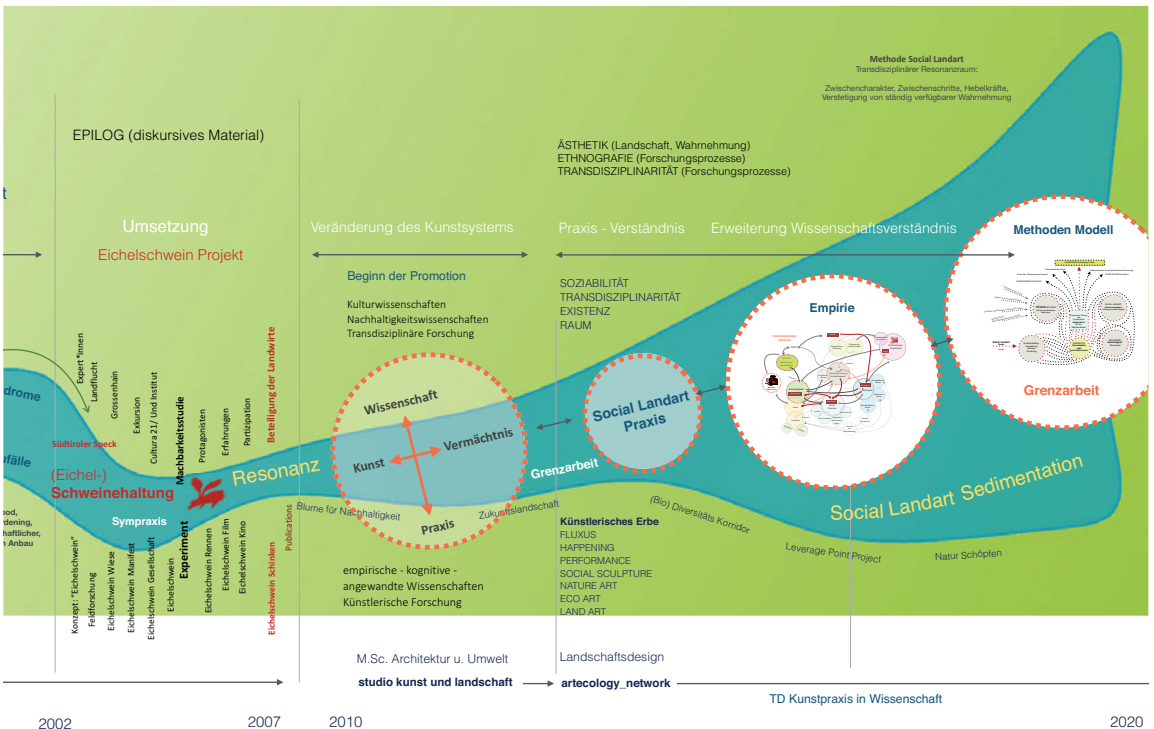 Methode Social Landart
Transdisziplinärer Resonanzraum:
Zwischencharakter, Zwischenschritte, Hebelkräfte,
Verstetigung von ständig verfügbarer Wahrnehmung
EPILOG (diskursives Material)
ÄSTHETIK (Landschaft, Wahrnehmung)
ETHNOGRAFIE (Forschungsprozesse)
TRANSDISZIPLINARITÄT (Forschungsprozesse)
Umsetzung
Eichelschwein Projekt
Veränderung des Kunstsystems
Praxis - Verständnis
Erweiterung Wissenschaftsverständnis
Methoden Modell
Grenzarbeit
Beginn der Promotion
Kulturwissenschaften
Nachhaltigkeitswissenschaften
Transdisziplinäre Forschung
SOZIABILITÄT
TRANSDISZIPLINARITÄT
EXISTENZ
RAUM
Empirie
Expert*innen
Landflucht
Grossenhain
Exkursion
Cultura 21/ Und Institut
Machbarkeitsstudie
Protagonisten
Erfahrungen
Partizipation
Beteiligung der Landwirte
Südtiroler Speck
(Eichel-)
Schweinehaltung
Sympraxis
Resonanz
Wissenschaft
Kunst
Vermächtnis
Praxis
Grenzarbeit
Social Landart
Praxis
Social Landart Sedimentation
Blume für Nachhaltigkeit
Zukunftslandschaft
(Bio) Diversitäts Korridor
Leverage Point Project
Natur Schöpfen
Konzept: "Eichelschwein"
Feldforschung
Eichelschwein Wiese
Eichelschwein Manifest
Eichelschwein Gesellschaft
Eichelschwein
Experiment
Eichelschwein Rennen
Eichelschwein Film
Eichelschwein Kino
Eichelschwein Schinken
Publications
empirische - kognitive -
angewandte Wissenschaften
Künstlerische Forschung
Künstlerisches Erbe
FLUXUS
HAPPENING
PERFORMANCE
SOCIAL SCULPTURE
NATURE ART
ECO ART
LAND ART
M.Sc. Architektur u. Umwelt
studio kunst und landschaft
Landschaftsdesign
artecology_network
TD Kunstpraxis in Wissenschaft
2002
2007
2010
2020